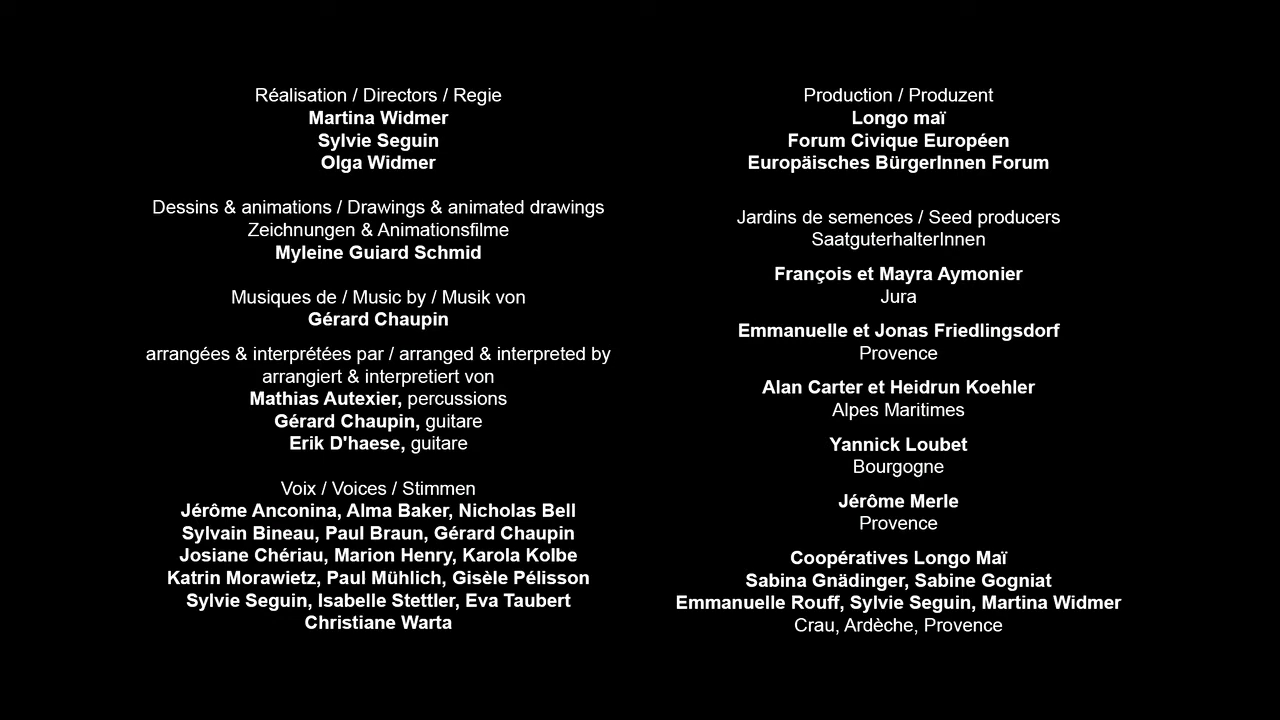 Réalisation / Directors / Regie
Martina Widmer
Sylvie Seguin
Olga Widmer
Dessins & animations / Drawings & animated drawings
Zeichnungen & Animationsfilme
Myleine Guiard Schmid
Musiques de / Music by / Musik von
Gérard Chaupin
arrangées & interprétées par / arranged & interpreted by
arrangiert & interpretiert von
Mathias Autexier, percussions
Gérard Chaupin, guitare
Erik D'haese, guitare
Voix / Voices / Stimmen
Jérôme Anconina, Alma Baker, Nicholas Bell
Sylvain Bineau, Paul Braun, Gérard Chaupin
Josiane Chériau, Marion Henry, Karola Kolbe
Katrin Morawietz, Paul Mühlich, Gisèle Pélisson
Sylvie Seguin, Isabelle Stettler, Eva Taubert
Christiane Warta
Production / Produzent
Longo maï
Forum Civique Européen
Europäisches BürgerInnen Forum
Jardins de semences / Seed producers
SaatguterhalterInnen
François et Mayra Aymonier
Jura
Emmanuelle et Jonas Friedlingsdorf
Provence
Alan Carter et Heidrun Koehler
Alpes Maritimes
Yannick Loubet
Bourgogne
Jérôme Merle
Provence
Coopératives Longo Maï
Sabina Gnädinger, Sabine Gogniat
Emmanuelle Rouff, Sylvie Seguin, Martina Widmer
Crau, Ardèche, Provence